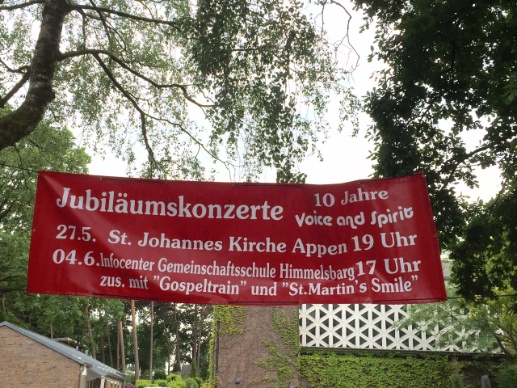 Jubiläumskonzerte 10 Jahre Voice and Spirit
27.5. St. Johannes Kirche Appen 19 Uhr
04.6. Infocenter Gemeinschaftsschule Himmelsbarg 17 Uhr
zus. mit "Gospeltrain" und "St.Martin's Smile"